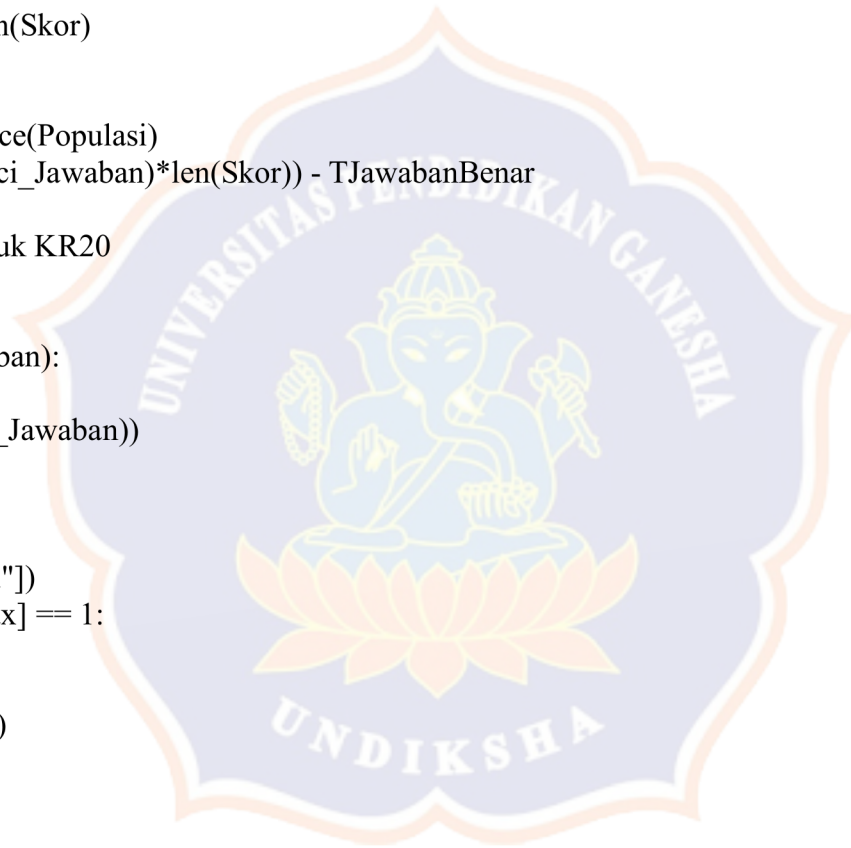 n(Skor)
ce(Populasi)
ci_Jawaban)*len(Skor)) - TJawabanBenar
UNIVERSITAS PENDIDIKAN GANESHA
uk KR20
ban):
_Jawaban))
"])
x] == 1:
)
UNDIKSHA